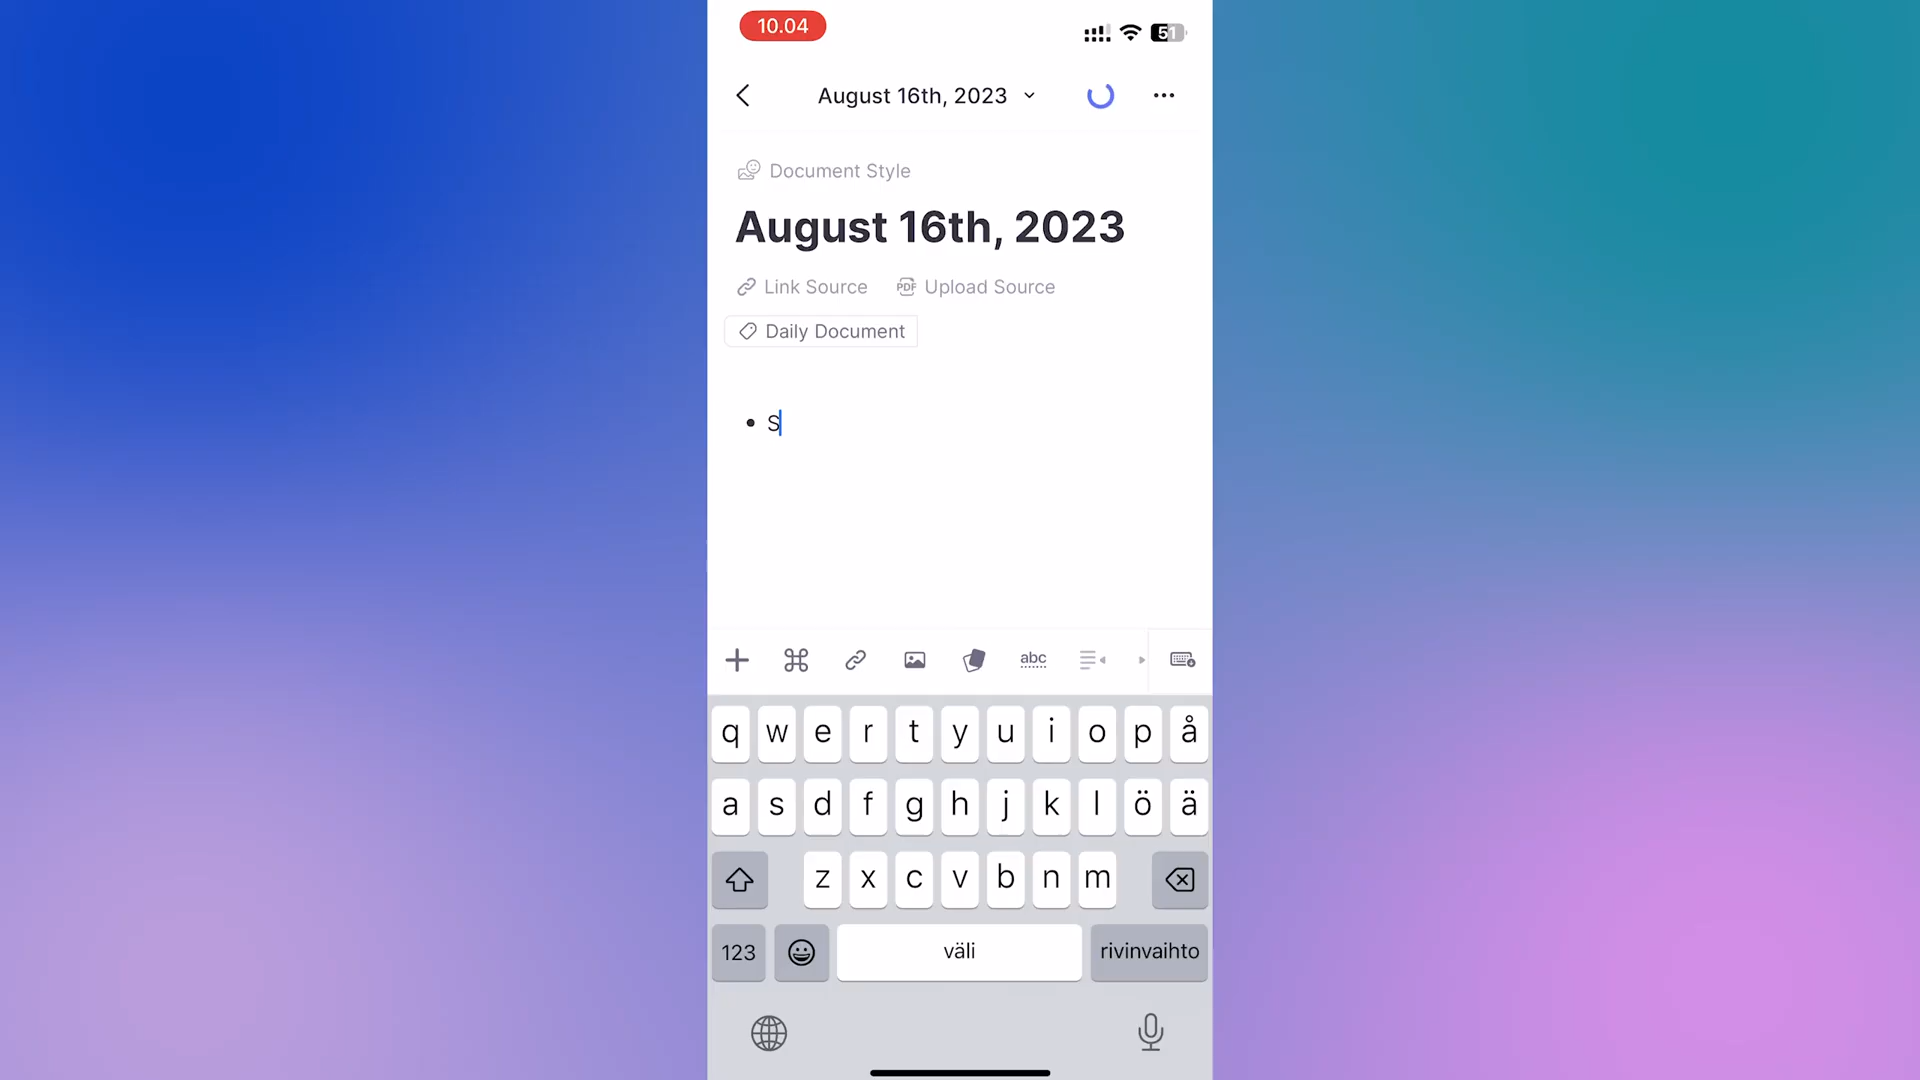 10.04
51
August 16th, 2023
Document Style
August 16th, 2023
Link Source PDF Upload Source
Daily Document
• S
abc
q w e r t y u i o p å
a s d f g h j k l ö ä
z x c v b n m
123 väli rivinvaihto